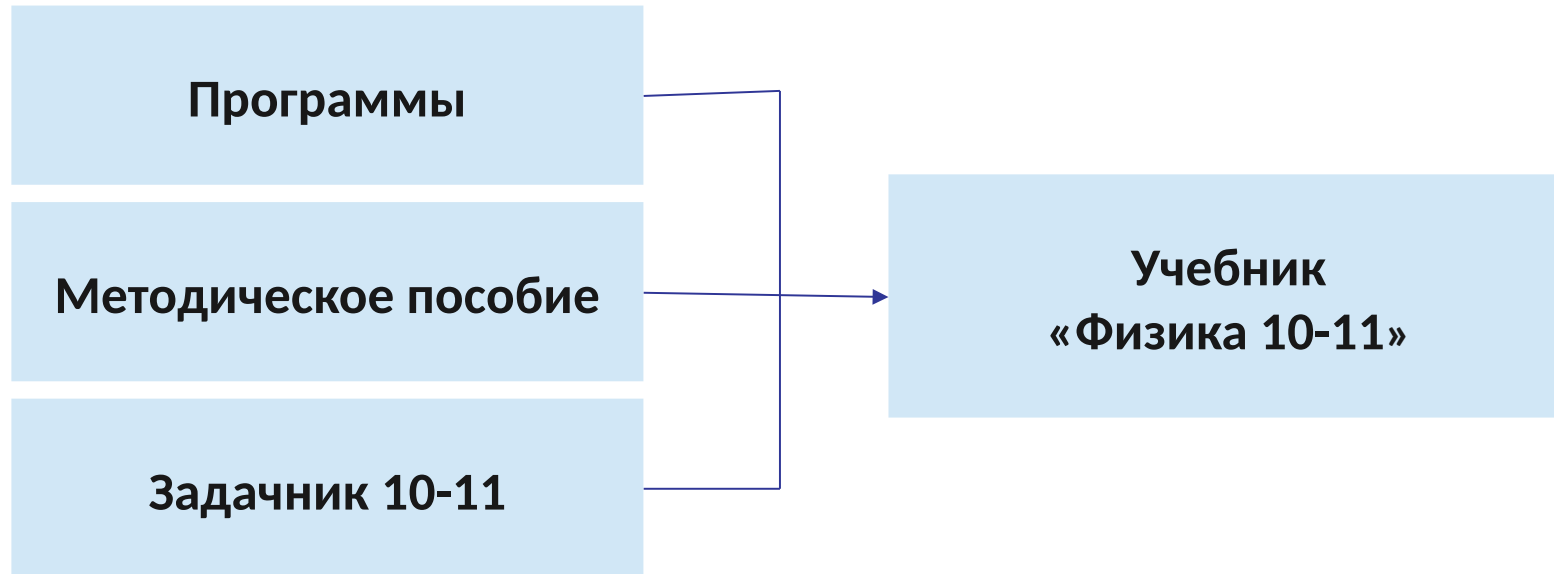 Программы
Методическое пособие
Задачник 10-11
Учебник
«Физика 10-11»